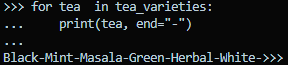 >>> for tea  in tea_varieties:
...     print(tea, end="-")
...
Black-Mint-Masala-Green-Herbal-White->>>